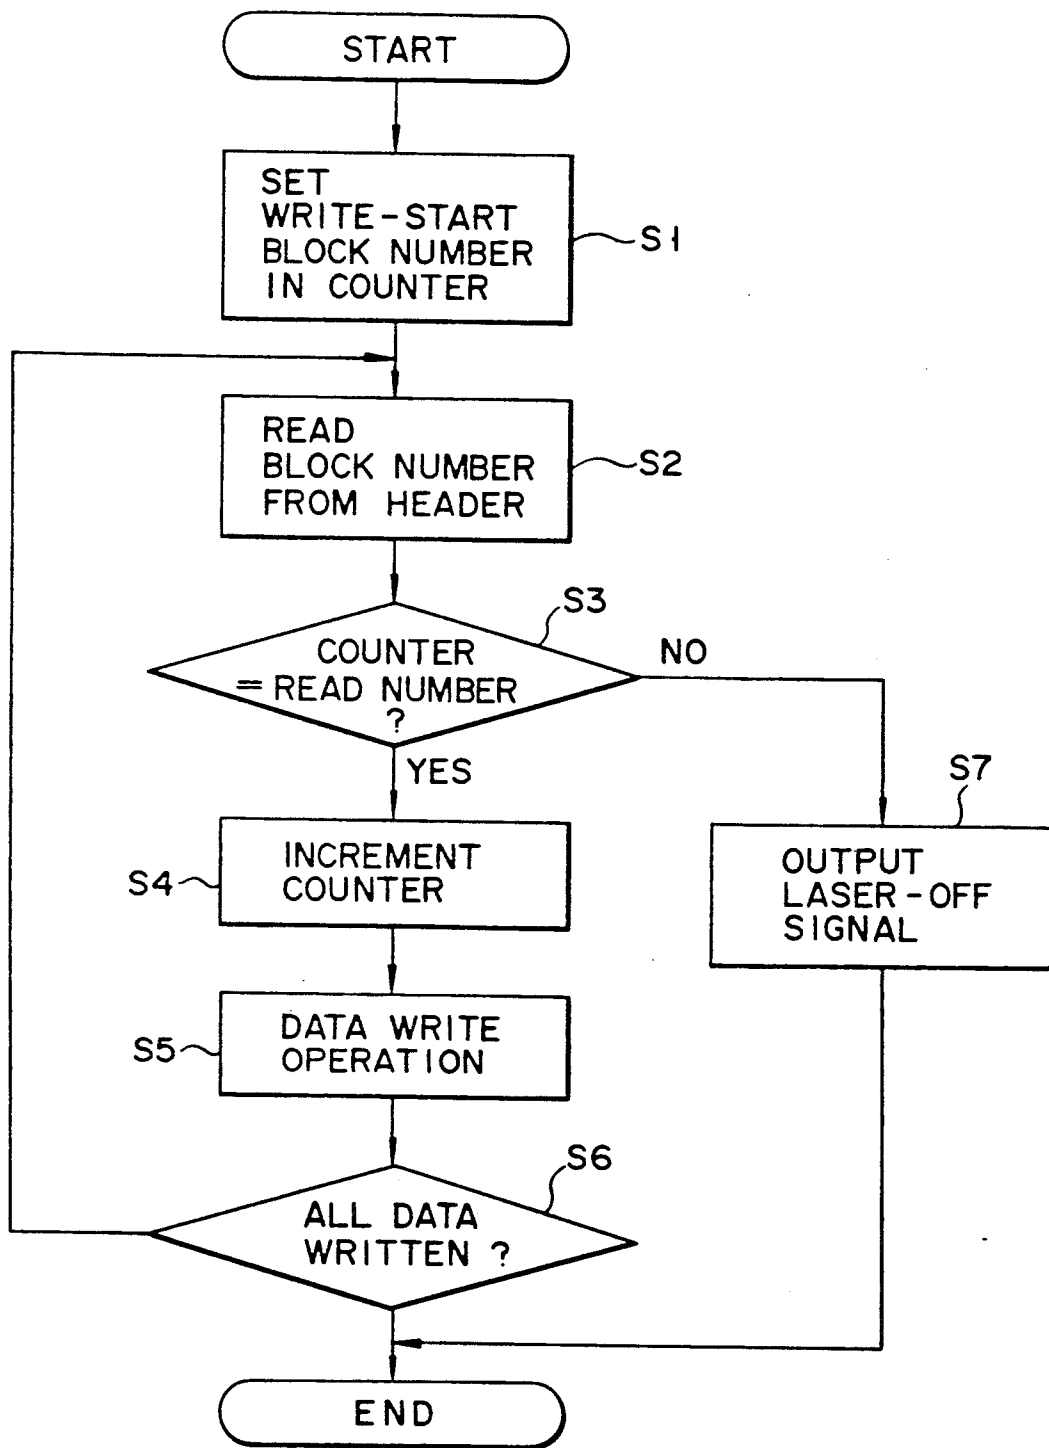 START
SET
WRITE-START
BLOCK NUMBER
IN COUNTER
S1
READ
BLOCK NUMBER
FROM HEADER
S2
S3
COUNTER
= READ NUMBER
?
NO
YES
S7
INCREMENT
COUNTER
S4
OUTPUT
LASER-OFF
SIGNAL
DATA WRITE
OPERATION
S5
S6
ALL DATA
WRITTEN ?
END